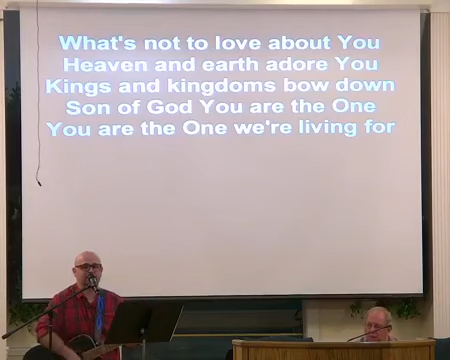 What's not to love about You
Heaven and earth adore You
Kings and kingdoms bow down
Son of God You are the One
You are the One we're living for